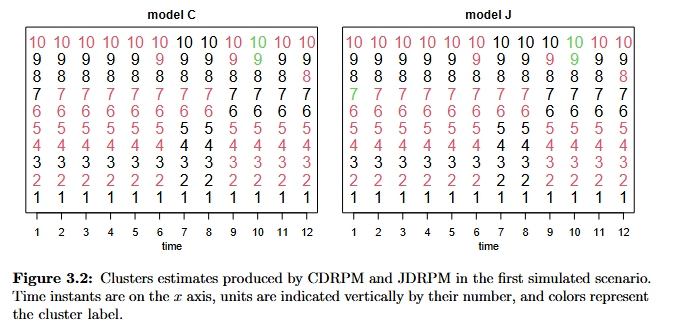 model C
model J
10 10 10 10 10 10 10 10 10 10 10 10
10 10 10 10 10 10 10 10 10 10 10 10
9 9 9 9 9 9 9 9 9 9 9 9
9 9 9 9 9 9 9 9 9 9 9 9
8 8 8 8 8 8 8 8 8 8 8 8
8 8 8 8 8 8 8 8 8 8 8 8
7 7 7 7 7 7 7 7 7 7 7 7
7 7 7 7 7 7 7 7 7 7 7 7
6 6 6 6 6 6 6 6 6 6 6 6
6 6 6 6 6 6 6 6 6 6 6 6
5 5 5 5 5 5 5 5 5 5 5 5
5 5 5 5 5 5 5 5 5 5 5 5
4 4 4 4 4 4 4 4 4 4 4 4
4 4 4 4 4 4 4 4 4 4 4 4
3 3 3 3 3 3 3 3 3 3 3 3
3 3 3 3 3 3 3 3 3 3 3 3
2 2 2 2 2 2 2 2 2 2 2 2
2 2 2 2 2 2 2 2 2 2 2 2
1 1 1 1 1 1 1 1 1 1 1 1
1 1 1 1 1 1 1 1 1 1 1 1
1 2 3 4 5 6 7 8 9 10 11 12
1 2 3 4 5 6 7 8 9 10 11 12
time
time
Figure 3.2: Clusters estimates produced by CDRPM and JDRPM in the first simulated scenario.
Time instants are on the x axis, units are indicated vertically by their number, and colors represent
the cluster label.